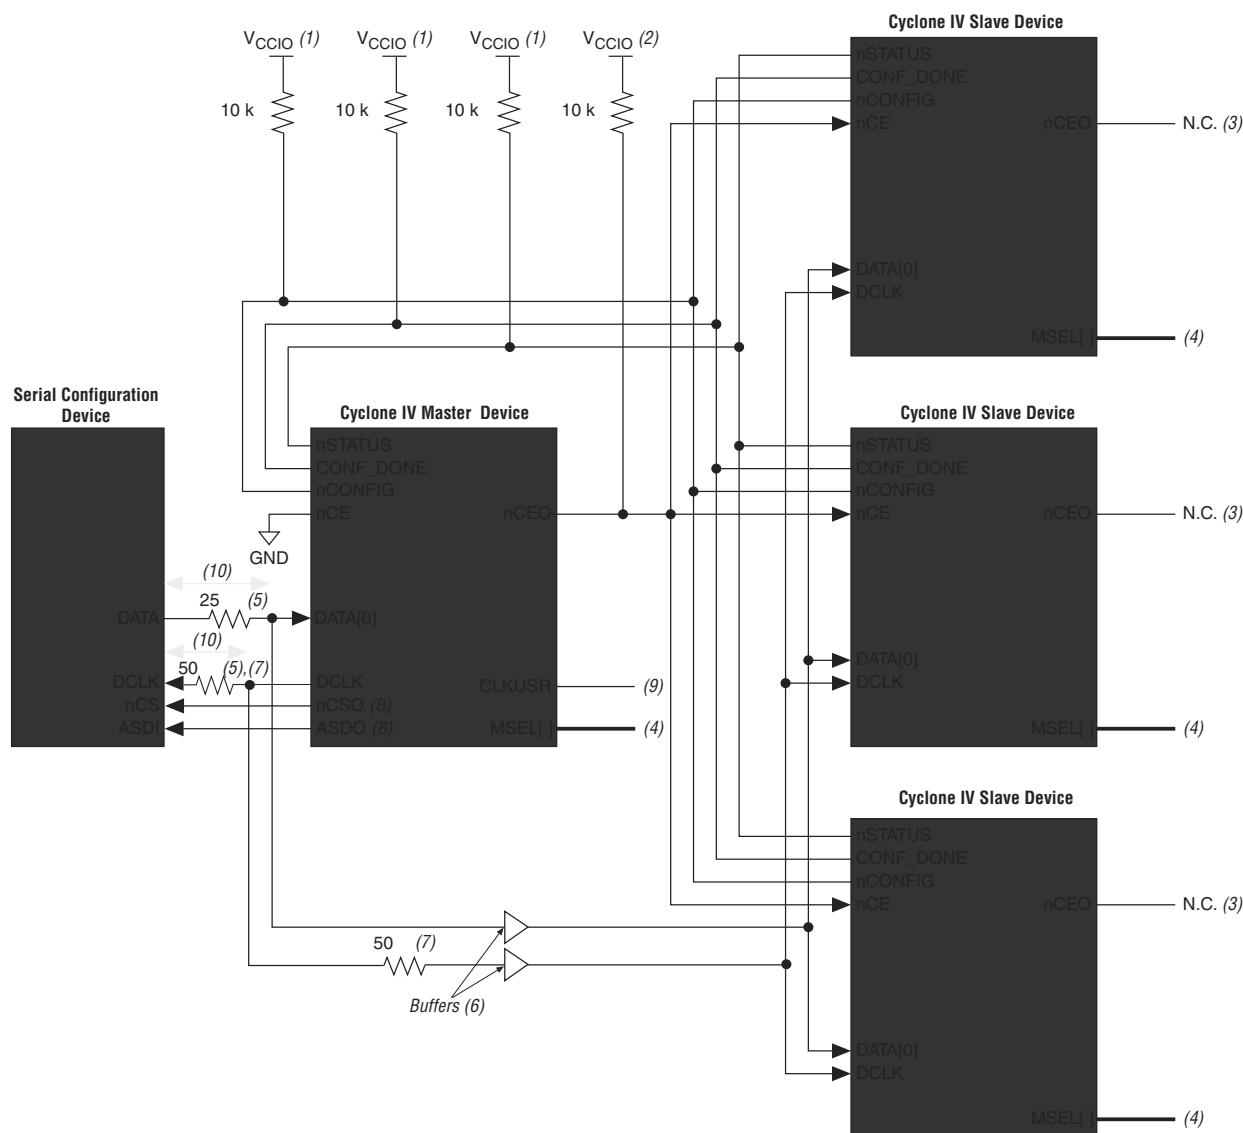 Cyclone IV Slave Device
VCCIO (1) VCCIO (1) VCCIO (1) VCCIO (2)
10 k 10 k 10 k 10 k
nSTATUS
CONF_DONE
nCONFIG
nCE nCEO N.C. (3)
DATA[0]
DCLK
MSEL[ ] (4)
Serial Configuration
Device
Cyclone IV Master Device
nSTATUS
CONF_DONE
nCONFIG
nCE nCEO
GND
(10)
25 (5)
DATA DATA[0]
(10)
50 (5),(7)
DCLK DCLK
nCS nCSO (8)
ASDI ASDO (8)
CLKUSR (9)
MSEL[ ] (4)
Cyclone IV Slave Device
nSTATUS
CONF_DONE
nCONFIG
nCE nCEO N.C. (3)
DATA[0]
DCLK
MSEL[ ] (4)
Cyclone IV Slave Device
nSTATUS
CONF_DONE
nCONFIG
nCE nCEO N.C. (3)
50 (7)
Buffers (6)
DATA[0]
DCLK
MSEL[ ] (4)